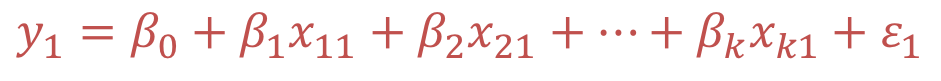 y₁ = β₀ + β₁x₁₁ + β₂x₂₁ + ⋯ + βₖxₖ₁ + ε₁